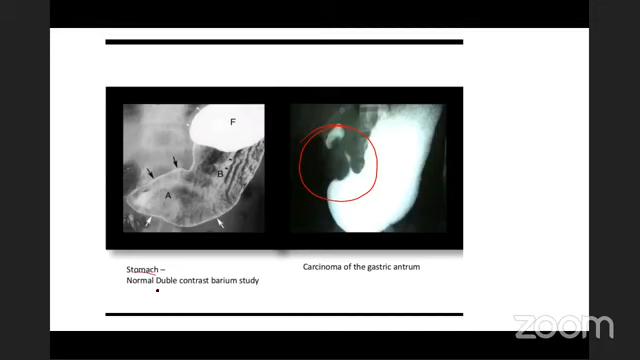 F
B
A
Stomach –
Normal Duble contrast barium study
Carcinoma of the gastric antrum
zoom